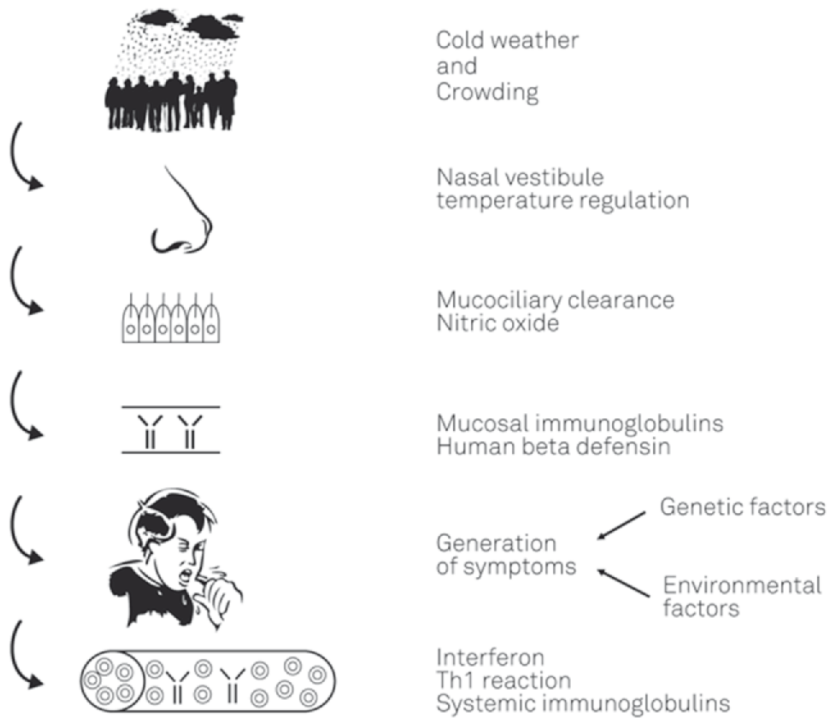 Cold weather
and
Crowding
Nasal vestibule
temperature regulation
Mucociliary clearance
Nitric oxide
Mucosal immunoglobulins
Human beta defensin
Genetic factors
Generation
of symptoms
Environmental
factors
Interferon
Th1 reaction
Systemic immunoglobulins